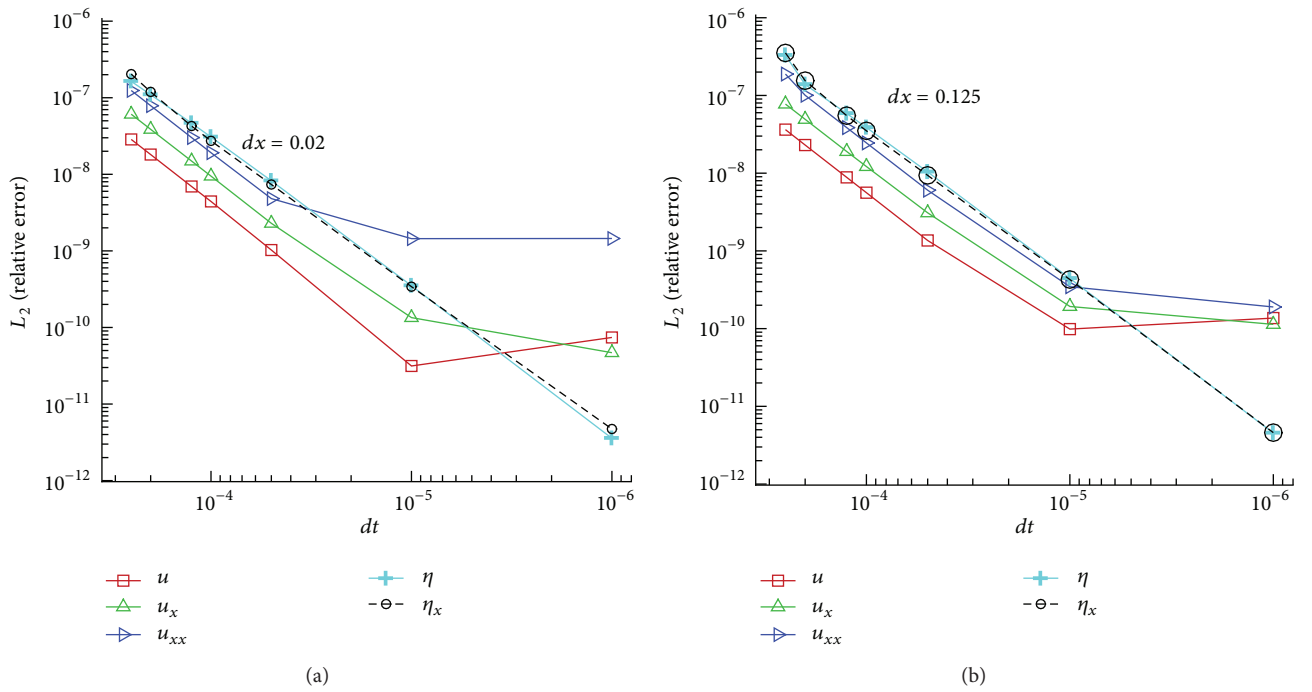 10⁻⁶
10⁻⁷
10⁻⁸
10⁻⁹
10⁻¹⁰
10⁻¹¹
10⁻¹²
L₂ (relative error)
dx = 0.02
10⁻⁴
10⁻⁵
10⁻⁶
dt
u
uₓ
uₓₓ
η
ηₓ
(a)
10⁻⁶
10⁻⁷
10⁻⁸
10⁻⁹
10⁻¹⁰
10⁻¹¹
10⁻¹²
L₂ (relative error)
dx = 0.125
10⁻⁴
10⁻⁵
10⁻⁶
dt
u
uₓ
uₓₓ
η
ηₓ
(b)